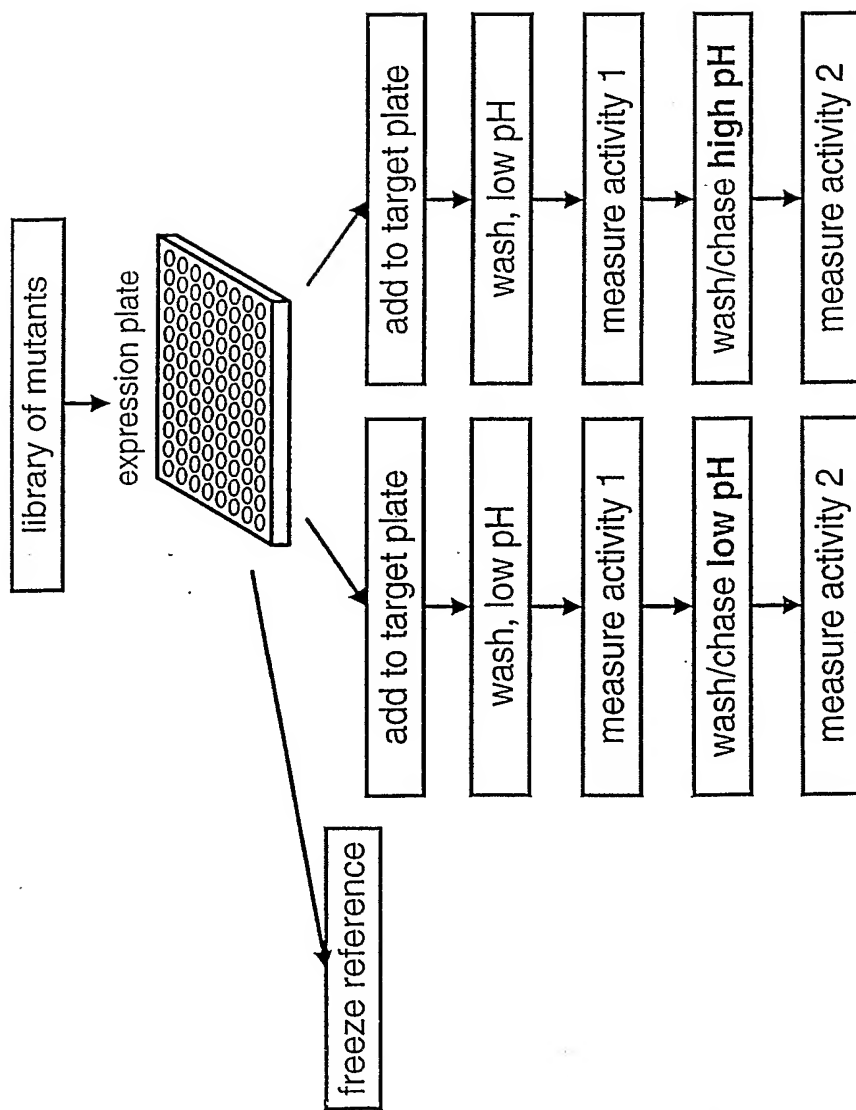 library of mutants
expression plate
freeze reference
add to target plate
wash, low pH
measure activity 1
wash/chase low pH
measure activity 2
add to target plate
wash, low pH
measure activity 1
wash/chase high pH
measure activity 2